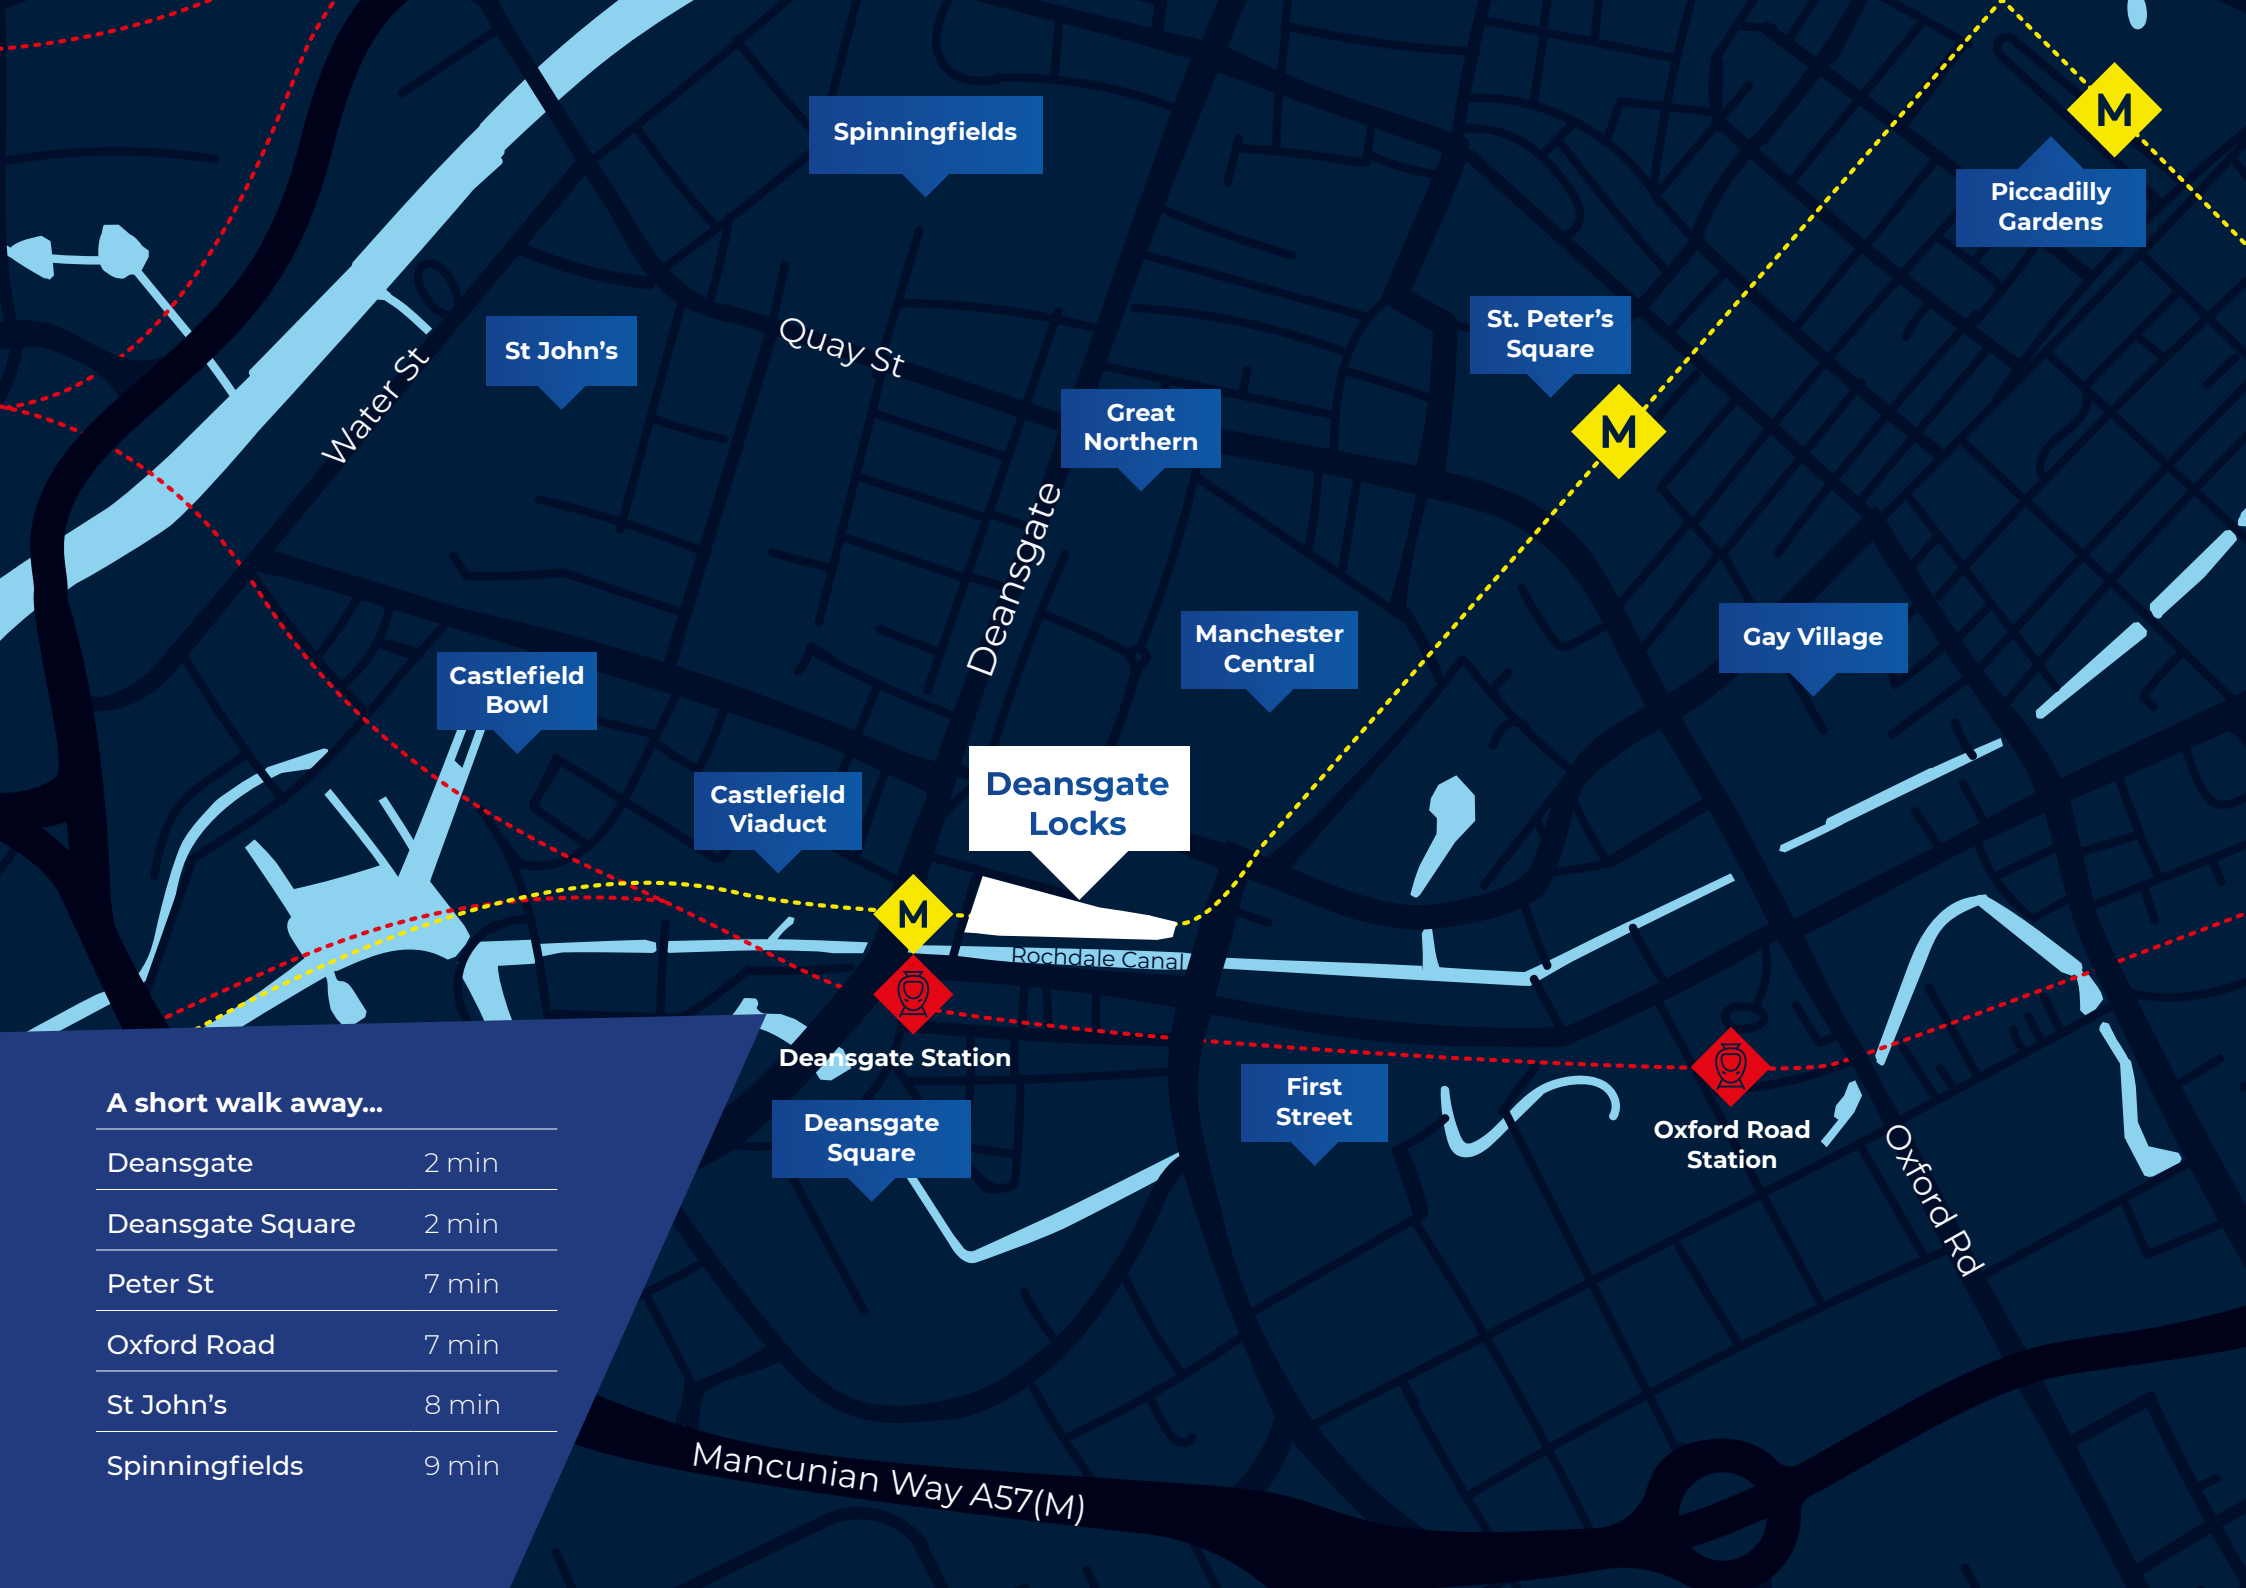 M
Spinningfields
Piccadilly
Gardens
St. Peter’s
Square
St John’s
Quay St
Water St
M
Great
Northern
Deansgate
Manchester
Central
Gay Village
Castlefield
Bowl
Castlefield
Viaduct
Deansgate
Locks
M
Rochdale Canal
Deansgate Station
First
Street
Deansgate
Square
Oxford Road
Station
Oxford Rd
A short walk away...
Deansgate 2 min
Deansgate Square 2 min
Peter St 7 min
Oxford Road 7 min
St John’s 8 min
Spinningfields 9 min
Mancunian Way A57(M)